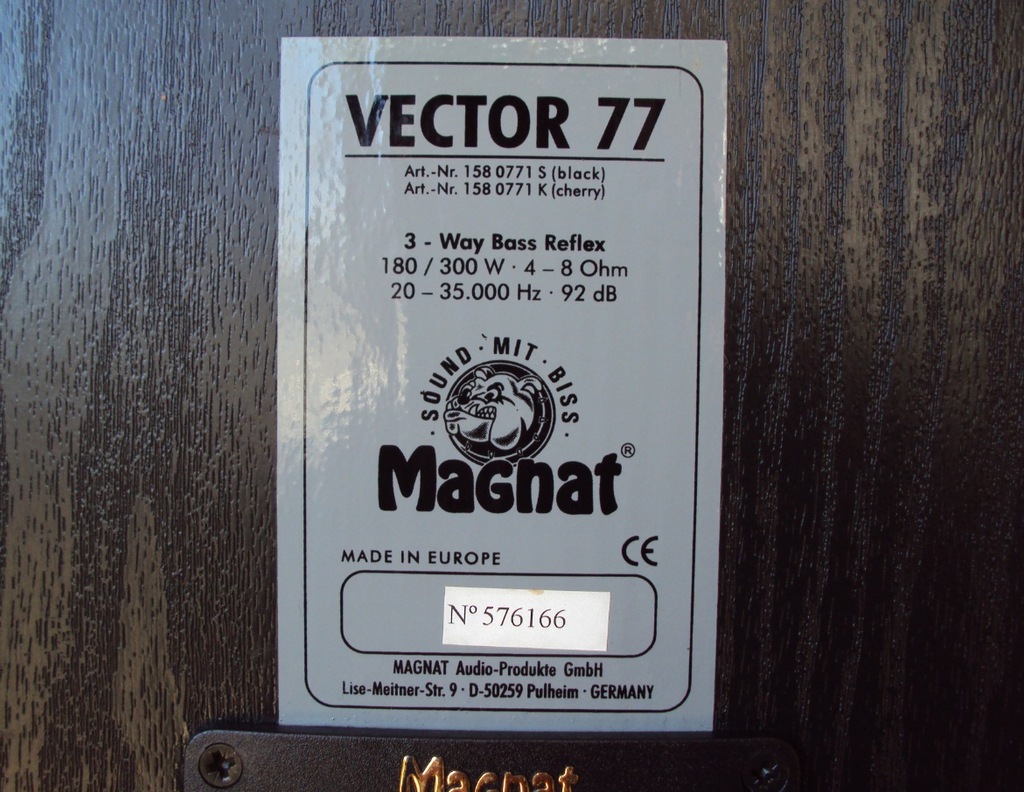 VECTOR 77
Art.-Nr. 158 0771 S (black)
Art.-Nr. 158 0771 K (cherry)
3 - Way Bass Reflex
180 / 300 W · 4 – 8 Ohm
20 – 35.000 Hz · 92 dB
· SOUND · MIT · BISS ·
Magnat®
MADE IN EUROPE CE
Nº 576166
MAGNAT Audio-Produkte GmbH
Lise-Meitner-Str. 9 · D-50259 Pulheim · GERMANY
Magnat